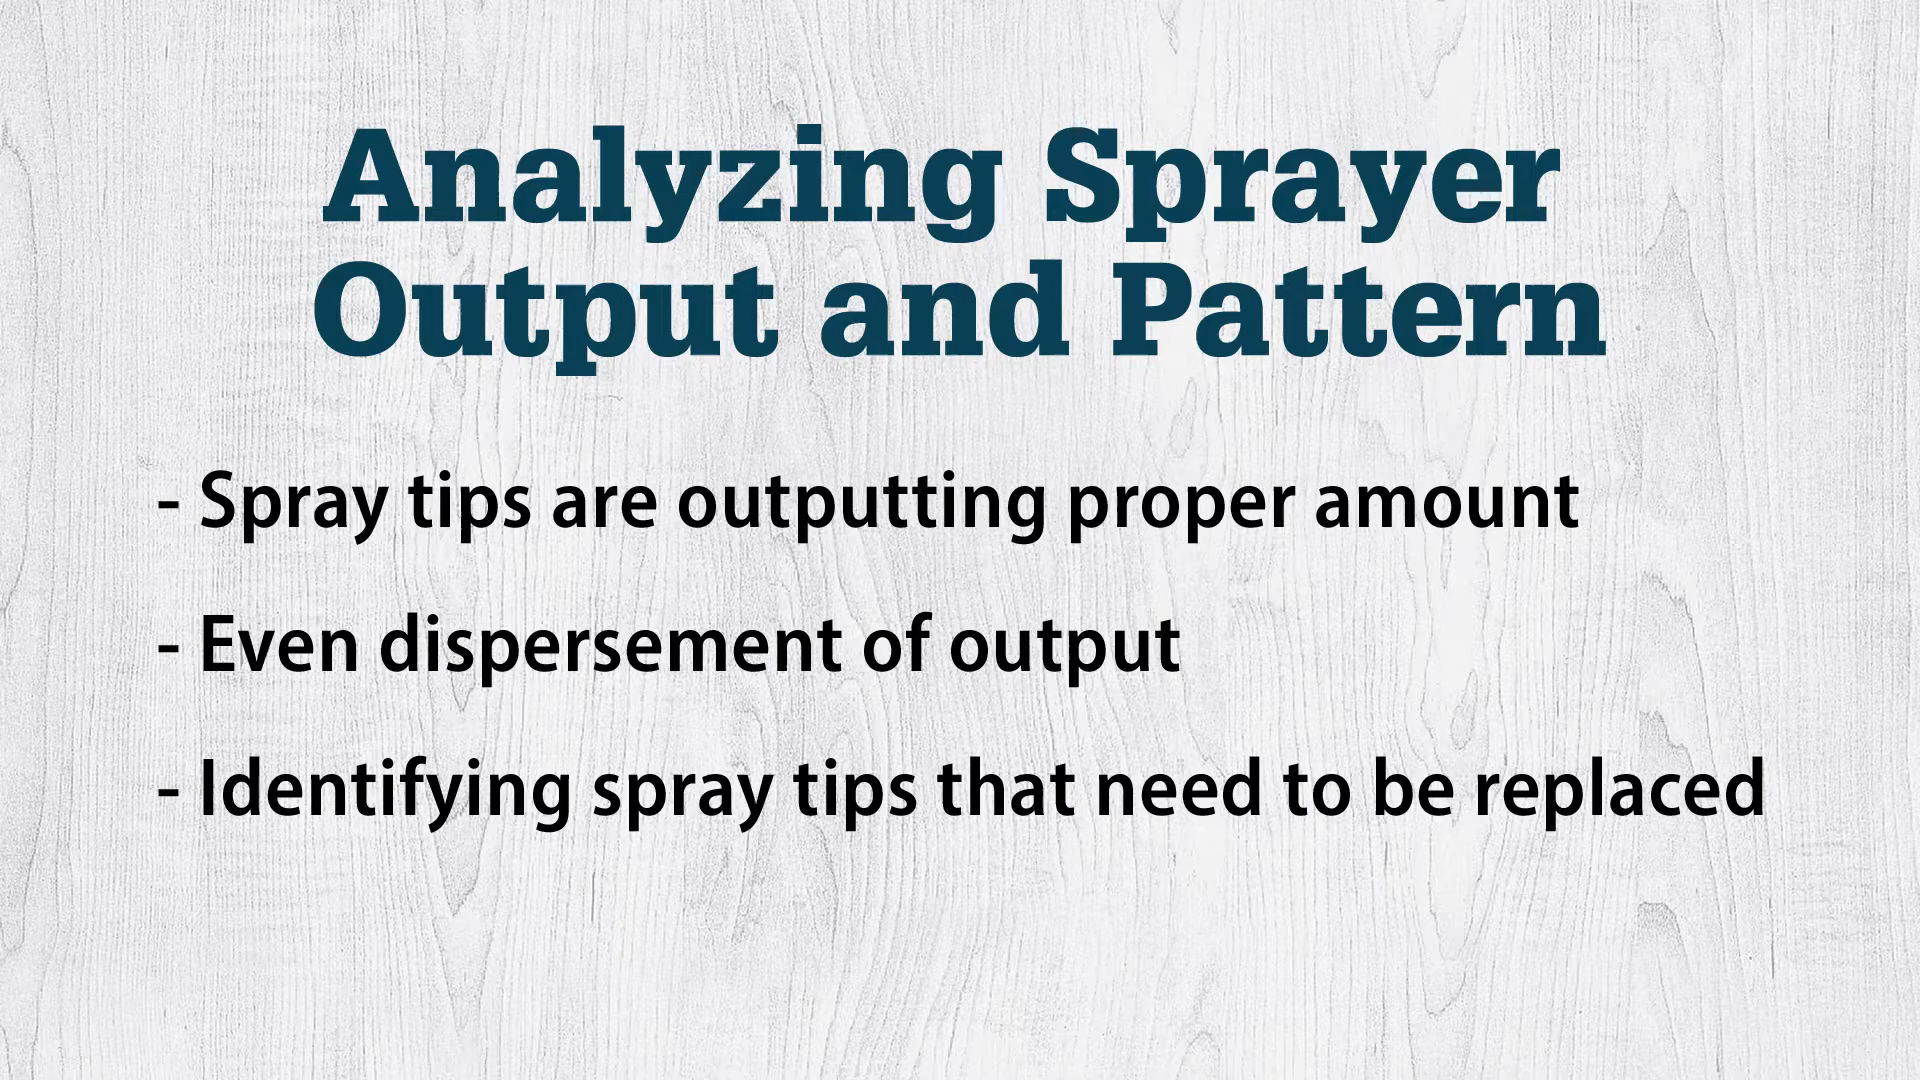 Analyzing Sprayer
Output and Pattern
- Spray tips are outputting proper amount
- Even dispersement of output
- Identifying spray tips that need to be replaced